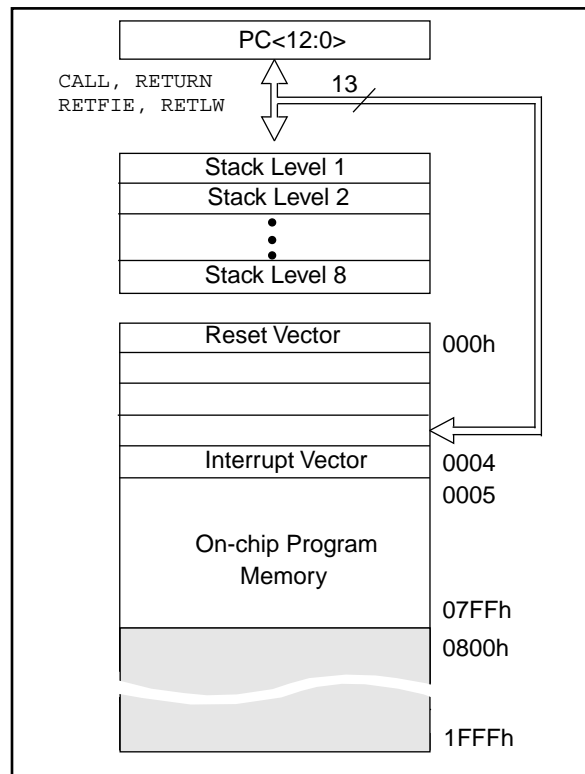 PC<12:0>
CALL, RETURN
RETFIE, RETLW
13
Stack Level 1
Stack Level 2
Stack Level 8
Reset Vector
000h
Interrupt Vector
0004
0005
On-chip Program
Memory
07FFh
0800h
1FFFh